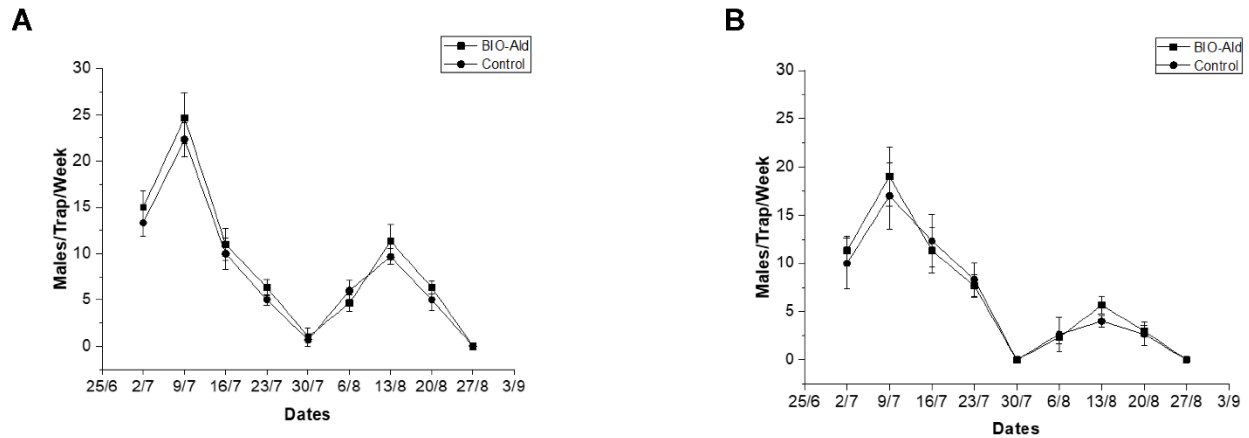 A
BIO-Ald
Control
30
25
20
15
10
5
0
Males/Trap/Week
25/6 2/7 9/7 16/7 23/7 30/7 6/8 13/8 20/8 27/8 3/9
Dates
B
BIO-Ald
Control
30
25
20
15
10
5
0
Males/Trap/Week
25/6 2/7 9/7 16/7 23/7 30/7 6/8 13/8 20/8 27/8 3/9
Dates